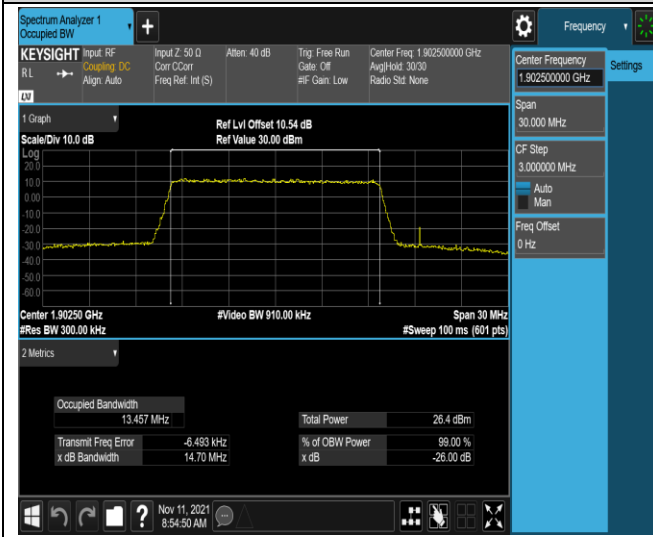 Spectrum Analyzer 1
Occupied BW
+
Frequency
KEYSIGHT
RL
LXI
Input: RF
Coupling: DC
Align: Auto
Input Z: 50 Ω
Corr CCorr
Freq Ref: Int (S)
Atten: 40 dB
Trig: Free Run
Gate: Off
#IF Gain: Low
Center Freq: 1.902500000 GHz
Avg|Hold: 30/30
Radio Std: None
Center Frequency
1.902500000 GHz
Settings
Span
30.000 MHz
CF Step
3.000000 MHz
Auto
Man
Freq Offset
0 Hz
1 Graph
Scale/Div 10.0 dB
Ref Lvl Offset 10.54 dB
Ref Value 30.00 dBm
Log
20.0
10.0
0.00
-10.0
-20.0
-30.0
-40.0
-50.0
-60.0
Center 1.90250 GHz
#Res BW 300.00 kHz
#Video BW 910.00 kHz
Span 30 MHz
#Sweep 100 ms (601 pts)
2 Metrics
Occupied Bandwidth
13.457 MHz
Total Power 26.4 dBm
Transmit Freq Error -6.493 kHz
% of OBW Power 99.00 %
x dB Bandwidth 14.70 MHz
x dB -26.00 dB
?
Nov 11, 2021
8:54:50 AM